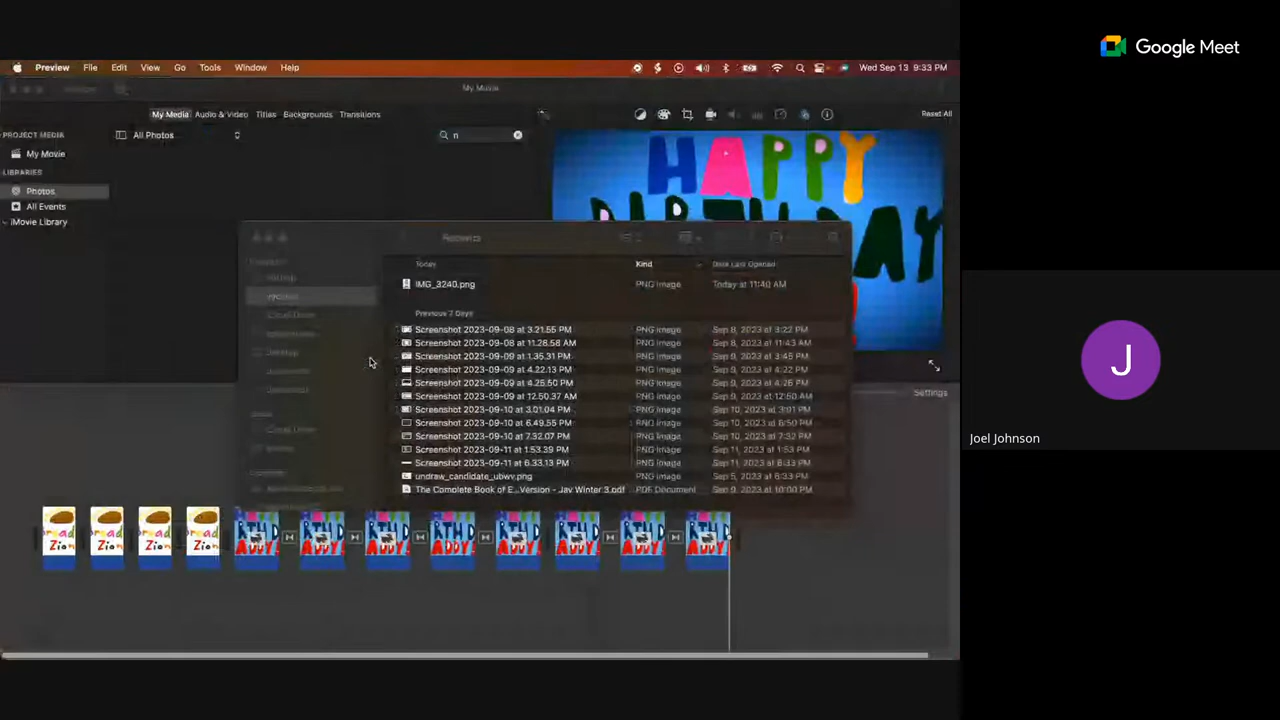 Google Meet
Preview File Edit View Go Tools Window Help
Wed Sep 13 9:33 PM
My Movie
My Media Audio & Video Titles Backgrounds Transitions
Reset All
PROJECT MEDIA
All Photos
n
My Movie
LIBRARIES
Photos
All Events
iMovie Library
HAPPY
BIRTHDAY
Recents
Today Kind Date Last Opened
IMG_3240.png PNG image Today at 11:40 AM
Previous 7 Days
Screenshot 2023-09-08 at 3.21.55 PM PNG image Sep 8, 2023 at 3:22 PM
Screenshot 2023-09-08 at 11.28.58 AM PNG image Sep 8, 2023 at 11:43 AM
Screenshot 2023-09-09 at 1.35.31 PM PNG image Sep 9, 2023 at 3:45 PM
Screenshot 2023-09-09 at 4.22.13 PM PNG image Sep 9, 2023 at 4:22 PM
Screenshot 2023-09-09 at 4.25.50 PM PNG image Sep 9, 2023 at 4:26 PM
Screenshot 2023-09-09 at 12.50.37 AM PNG image Sep 9, 2023 at 12:50 AM
Screenshot 2023-09-10 at 3.01.04 PM PNG image Sep 10, 2023 at 3:01 PM
Screenshot 2023-09-10 at 6.49.55 PM PNG image Sep 10, 2023 at 6:50 PM
Screenshot 2023-09-10 at 7.32.07 PM PNG image Sep 10, 2023 at 7:32 PM
Screenshot 2023-09-11 at 1.53.39 PM PNG image Sep 11, 2023 at 1:53 PM
Screenshot 2023-09-11 at 6.33.13 PM PNG image Sep 11, 2023 at 6:33 PM
undraw_candidate_ubwv.png PNG image Sep 5, 2023 at 6:33 PM
The Complete Book of E...Version - Jav Winter 3.pdf PDF Document Sep 9, 2023 at 10:00 PM
Settings
J
Joel Johnson